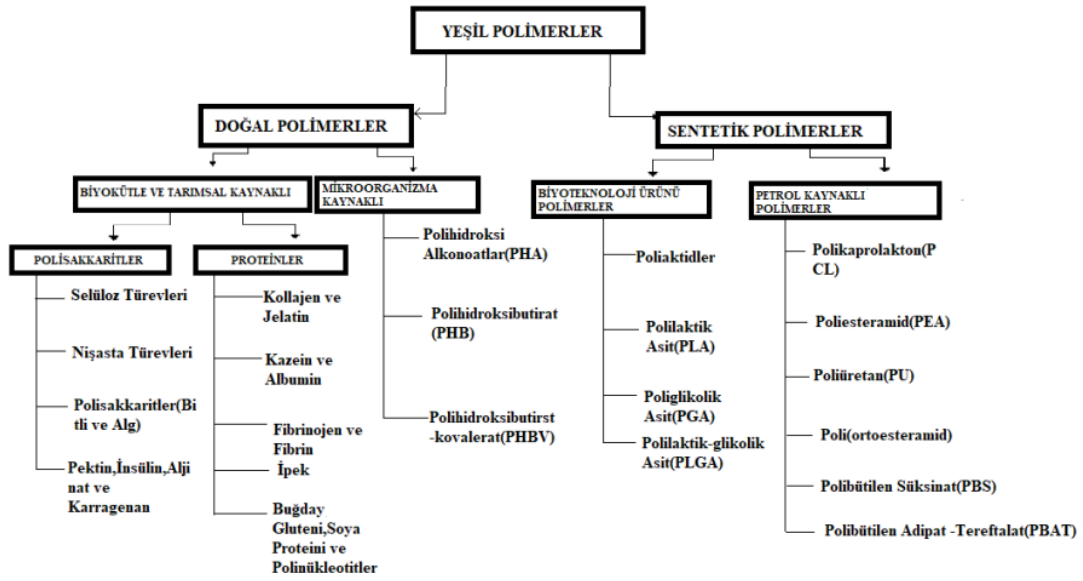 YEŞİL POLİMERLER
DOĞAL POLİMERLER
SENTETİK POLİMERLER
BİYOKÜTLE VE TARIMSAL KAYNAKLI
MİKROORGANİZMA
KAYNAKLI
BİYOTEKNOLOJİ ÜRÜNÜ
POLİMERLER
PETROL KAYNAKLI
POLİMERLER
POLİSAKKARİTLER
Selüloz Türevleri
Nişasta Türevleri
Polisakkaritler(Bi
tli ve Alg)
Pektin,İnsülin,Alji
nat ve
Karragenan
PROTEİNLER
Kollajen ve
Jelatin
Kazein ve
Albumin
Fibrinojen ve
Fibrin
İpek
Buğday
Gluteni,Soya
Proteini ve
Polinükleotitler
Polihidroksi
Alkonoatlar(PHA)
Polihidroksibutirat
(PHB)
Polihidroksibutirst
-kovalerat(PHBV)
Poliaktidler
Polilaktik
Asit(PLA)
Poliglikolik
Asit(PGA)
Polilaktik-glikolik
Asit(PLGA)
Polikaprolakton(P
CL)
Poliesteramid(PEA)
Poliüretan(PU)
Poli(ortoesteramid)
Polibütilen Süksinat(PBS)
Polibütilen Adipat -Tereftalat(PBAT)